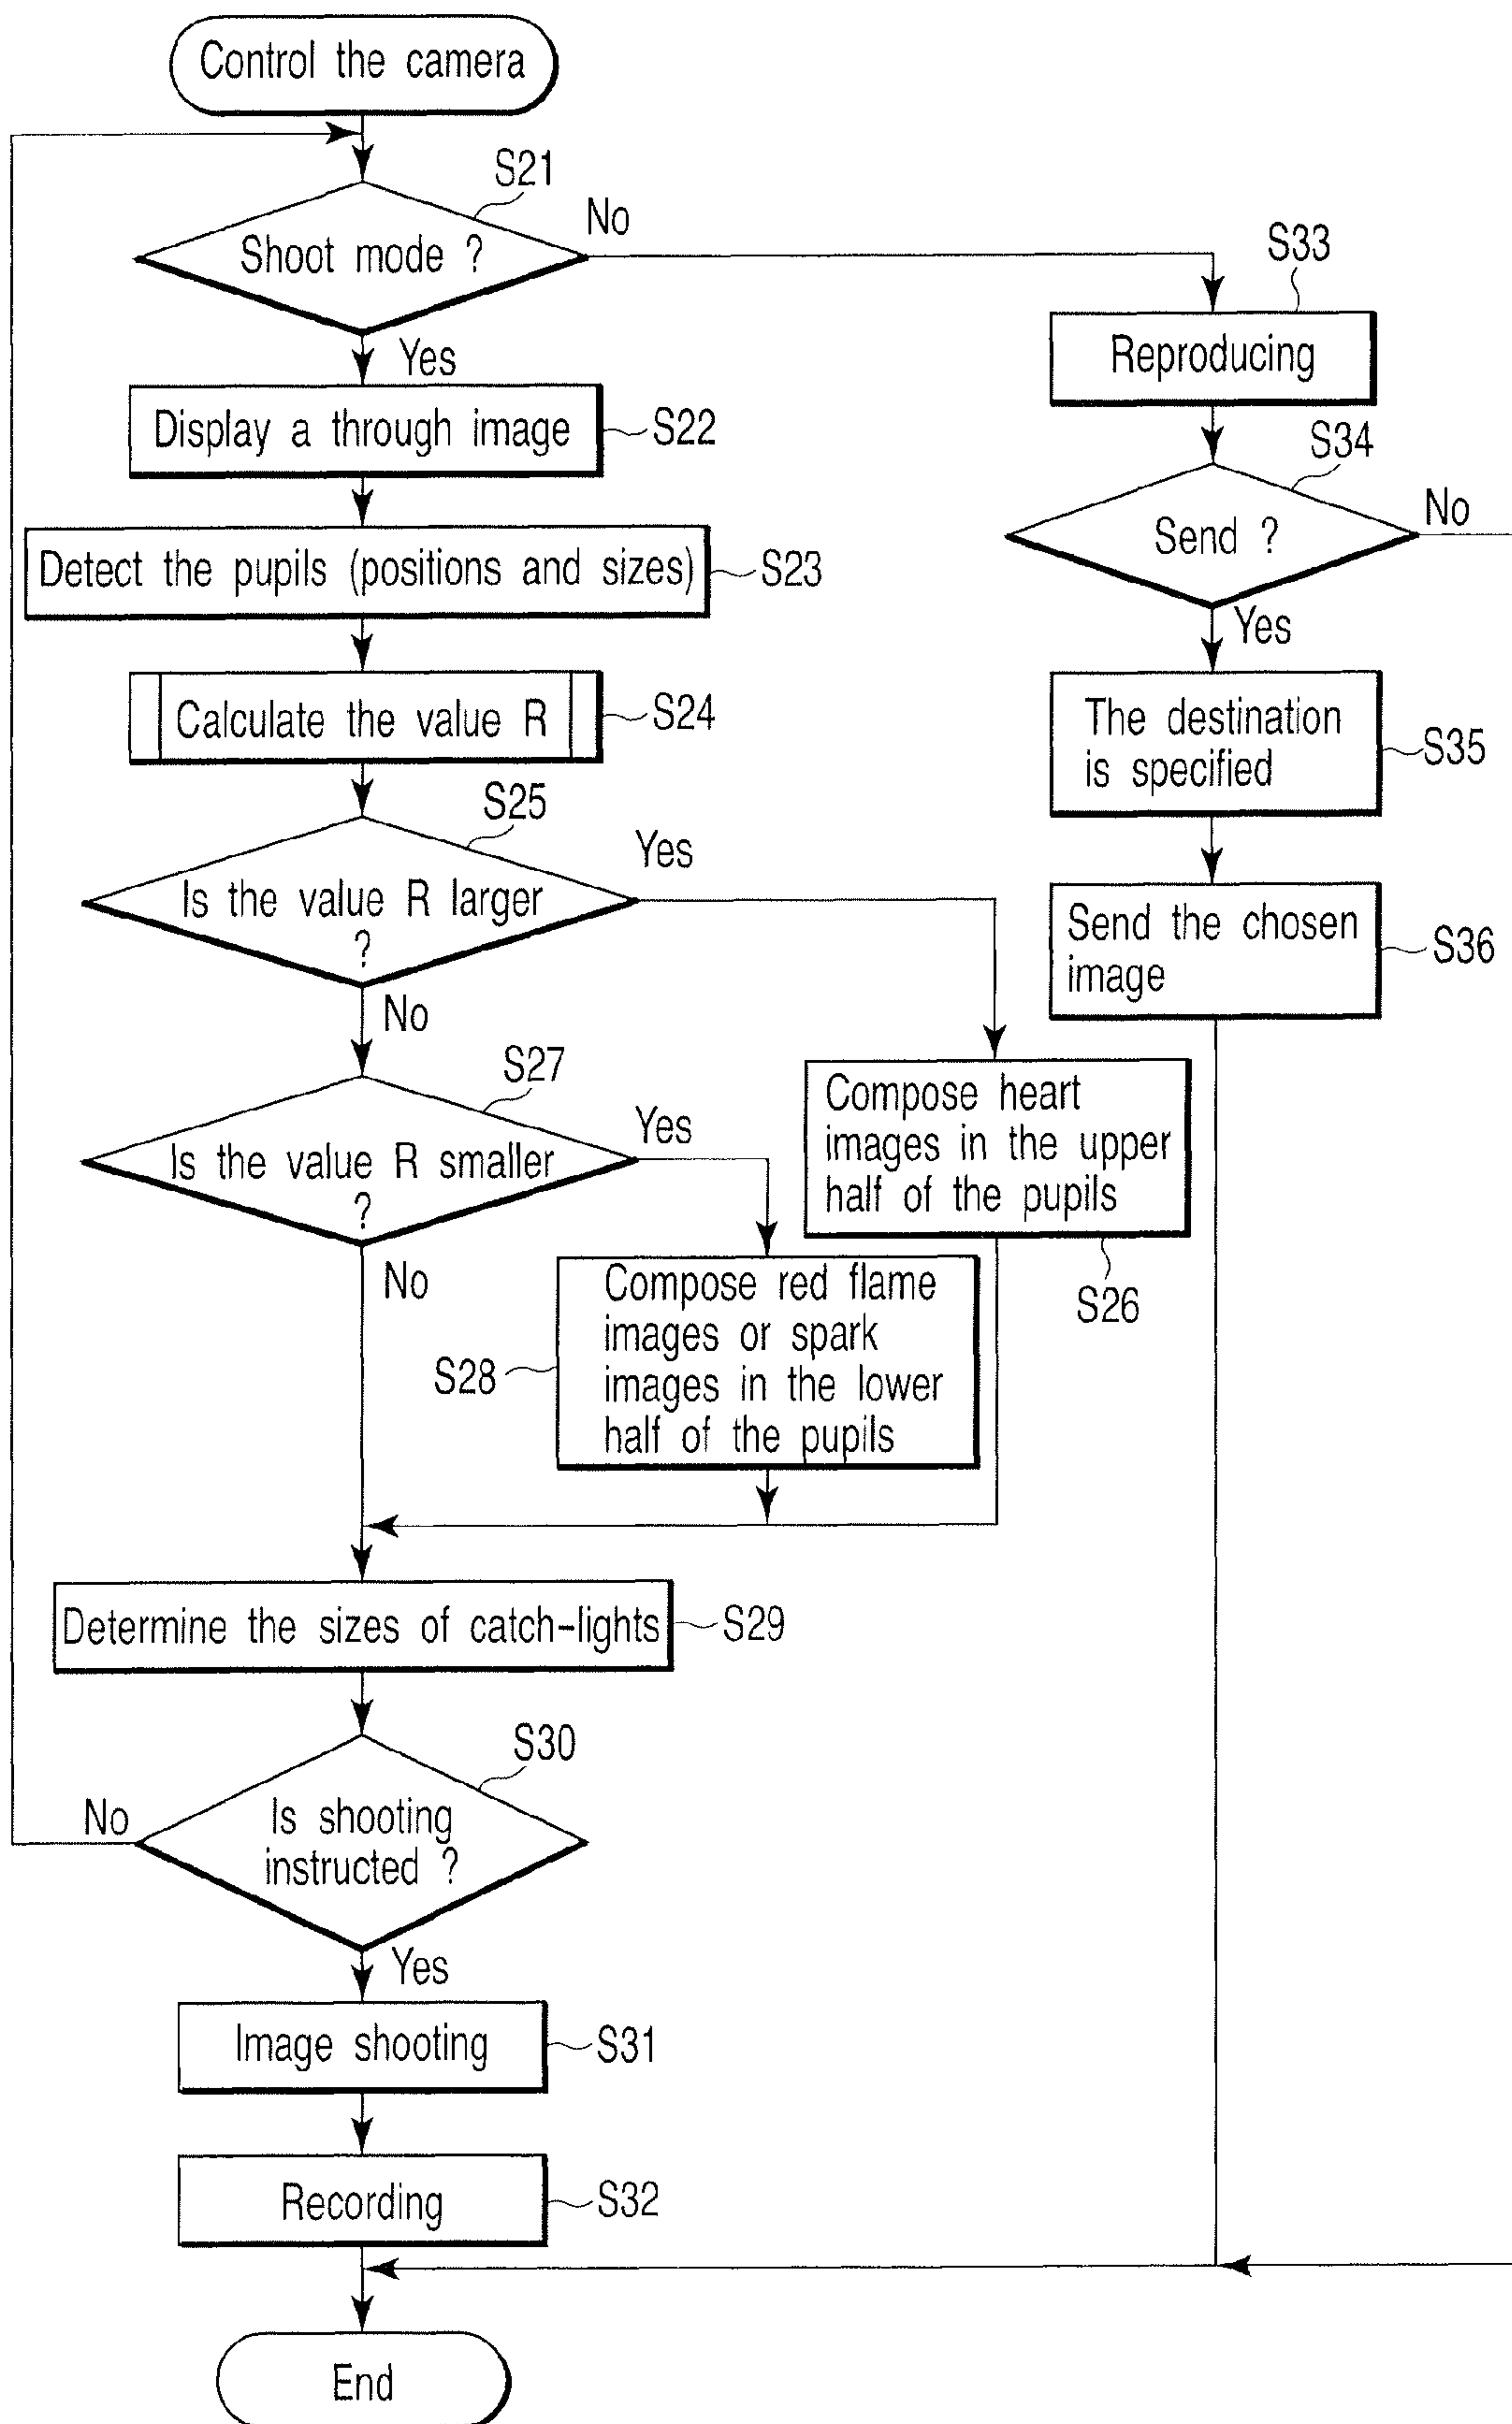 Control the camera
S21
Shoot mode ?
No
Yes
Display a through image
S22
Detect the pupils (positions and sizes)
S23
Calculate the value R
S24
S25
Is the value R larger
?
Yes
No
S27
Is the value R smaller
?
Yes
No
Compose heart
images in the upper
half of the pupils
S26
Compose red flame
images or spark
images in the lower
half of the pupils
S28
Determine the sizes of catch-lights
S29
S30
Is shooting
instructed ?
No
Yes
Image shooting
S31
Recording
S32
End
S33
Reproducing
S34
Send ?
No
Yes
The destination
is specified
S35
Send the chosen
image
S36